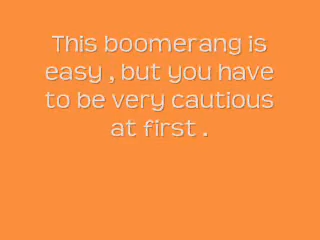 This boomerang is
easy , but you have
to be very cautious
at first .